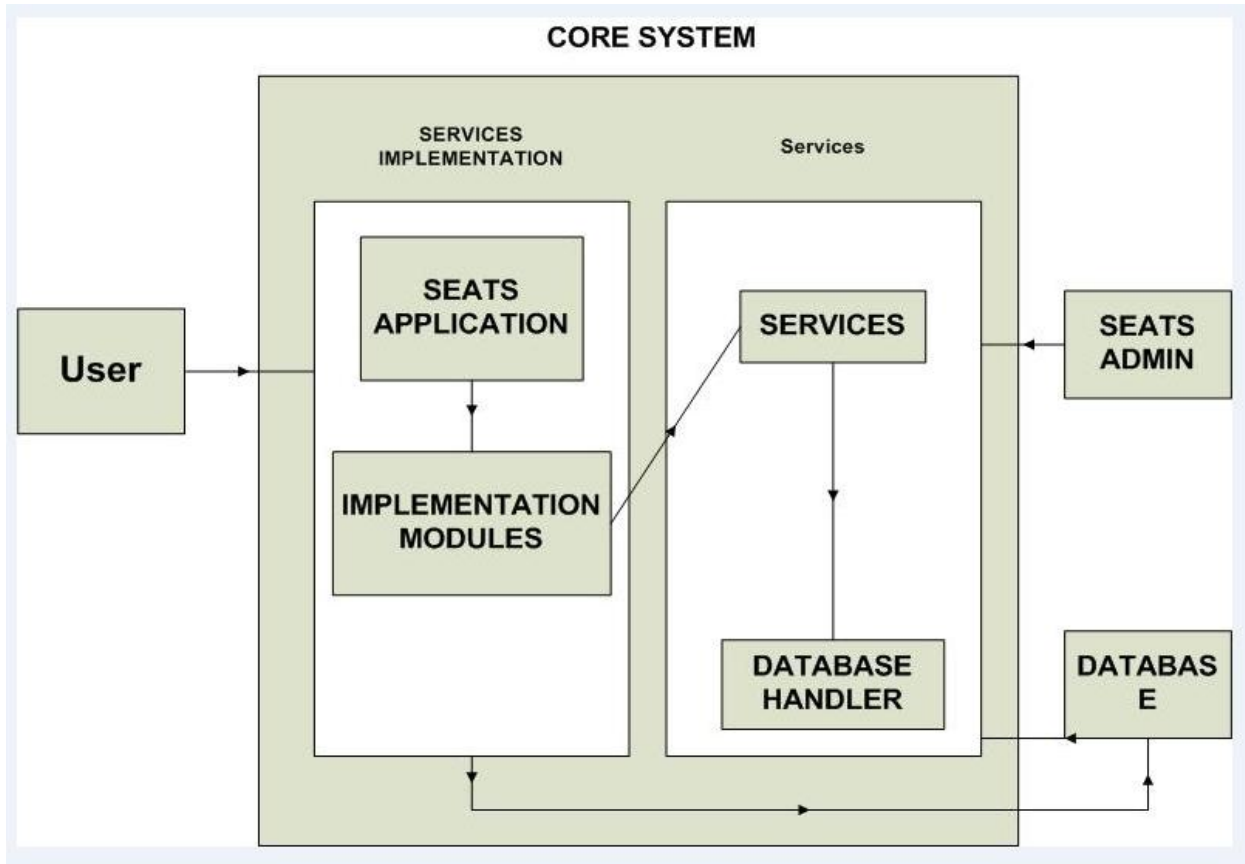 CORE SYSTEM
SERVICES
IMPLEMENTATION
Services
SEATS
APPLICATION
SERVICES
SEATS
ADMIN
User
IMPLEMENTATION
MODULES
DATABASE
HANDLER
DATABAS
E